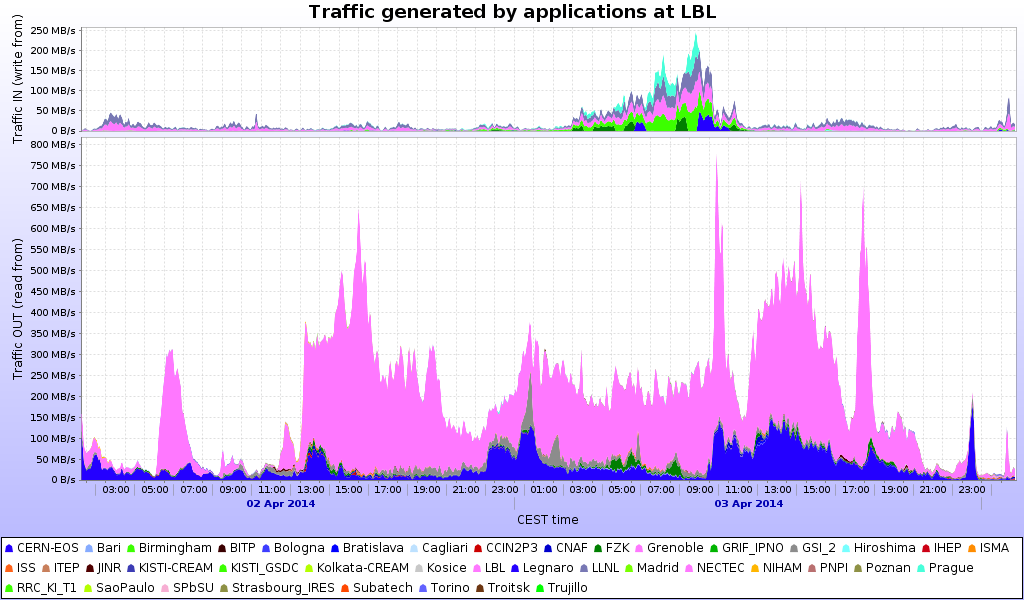 Traffic generated by applications at LBL
Traffic IN (write from)
250 MB/s
200 MB/s
150 MB/s
100 MB/s
50 MB/s
0 B/s
Traffic OUT (read from)
800 MB/s
750 MB/s
700 MB/s
650 MB/s
600 MB/s
550 MB/s
500 MB/s
450 MB/s
400 MB/s
350 MB/s
300 MB/s
250 MB/s
200 MB/s
150 MB/s
100 MB/s
50 MB/s
0 B/s
03:00 05:00 07:00 09:00 11:00 13:00 15:00 17:00 19:00 21:00 23:00 01:00 03:00 05:00 07:00 09:00 11:00 13:00 15:00 17:00 19:00 21:00 23:00
02 Apr 2014 03 Apr 2014
CEST time
CERN-EOS Bari Birmingham BITP Bologna Bratislava Cagliari CCIN2P3 CNAF FZK Grenoble GRIF_IPNO GSI_2 Hiroshima IHEP ISMA
ISS ITEP JINR KISTI-CREAM KISTI_GSDC Kolkata-CREAM Kosice LBL Legnaro LLNL Madrid NECTEC NIHAM PNPI Poznan Prague
RRC_KI_T1 SaoPaulo SPbSU Strasbourg_IRES Subatech Torino Troitsk Trujillo